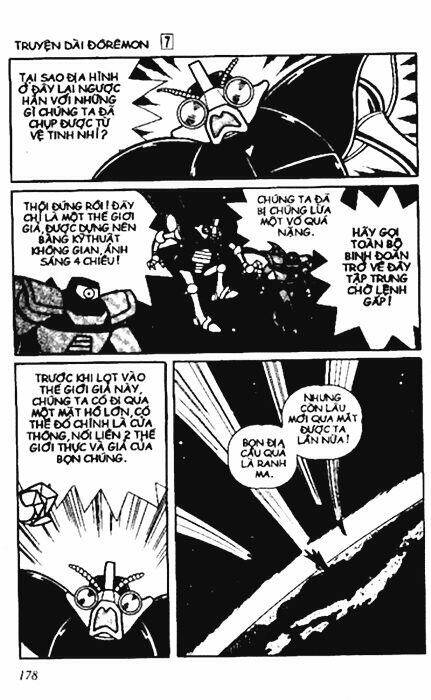 TRUYỆN DÀI ĐÔRÊMON 7
TẠI SAO ĐỊA HÌNH
Ở ĐÂY LẠI NGƯỢC
HẲN VỚI NHỮNG
GÌ CHÚNG TA ĐÃ
CHỤP ĐƯỢC TỪ
VỆ TINH NHỈ?
THÔI ĐÚNG RỒI! ĐÂY
CHỈ LÀ MỘT THẾ GIỚI
GIẢ, ĐƯỢC DỰNG NÊN
BẰNG KỸ THUẬT
KHÔNG GIAN, ÁNH
SÁNG 4 CHIỀU!
CHÚNG TA ĐÃ
BỊ CHÚNG LỪA
MỘT VỐ QUÁ
NẶNG.
HÃY GỌI
TOÀN BỘ
BINH ĐOÀN
TRỞ VỀ ĐÂY
TẬP TRUNG
CHỜ LỆNH
GẤP!
TRƯỚC KHI LỌT VÀO
THẾ GIỚI GIẢ NÀY,
CHÚNG TA CÓ ĐI QUA
MỘT MẶT HỒ LỚN, CÓ
THỂ ĐÓ CHÍNH LÀ CỬA
THÔNG, NỐI LIỀN 2 THẾ
GIỚI THỰC VÀ GIẢ CỦA
BỌN CHÚNG.
BỌN ĐỊA
CẦU QUẢ
LÀ RANH
MA.
NHƯNG
CÒN LÂU
MỚI QUA MẶT
ĐƯỢC TA
LẦN NỮA!
178